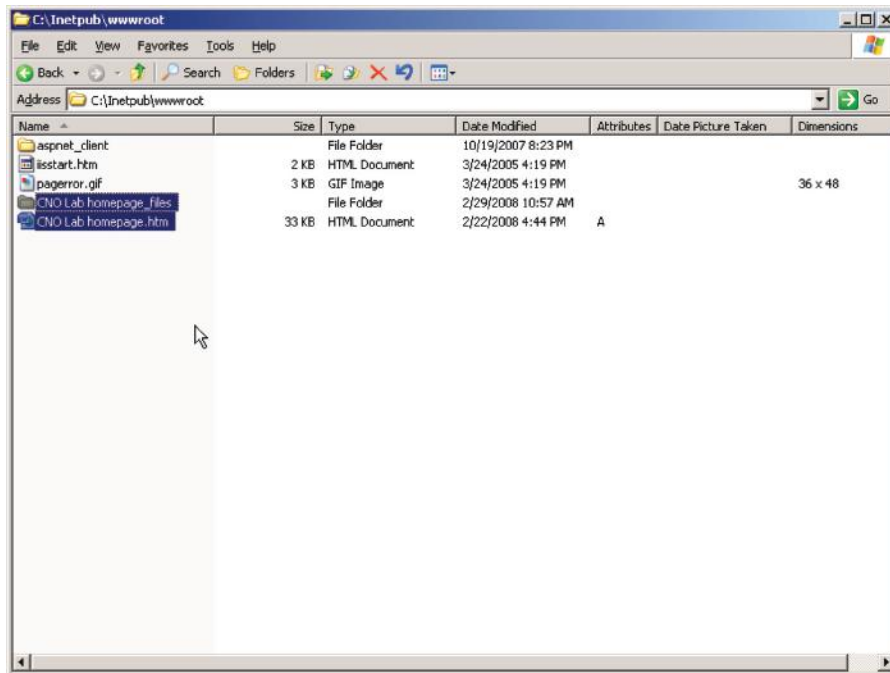 C:\Inetpub\wwwroot
File Edit View Favorites Tools Help
Back Search Folders
Address C:\Inetpub\wwwroot Go
Name Size Type Date Modified Attributes Date Picture Taken Dimensions
aspnet_client File Folder 10/19/2007 8:23 PM
iisstart.htm 2 KB HTML Document 3/24/2005 4:19 PM
pagerror.gif 3 KB GIF Image 3/24/2005 4:19 PM 36 x 48
CNO Lab homepage_files File Folder 2/29/2008 10:57 AM
CNO Lab homepage.htm 33 KB HTML Document 2/22/2008 4:44 PM A